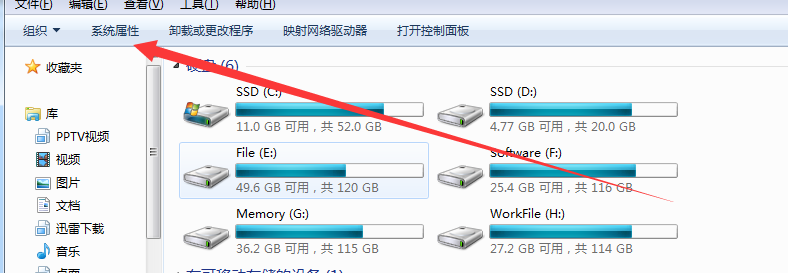 文件(F) 编辑(E) 查看(V) 工具(T) 帮助(H)
组织 系统属性 卸载或更改程序 映射网络驱动器 打开控制面板
收藏夹
库
PPTV视频
视频
图片
文档
迅雷下载
音乐
桌面
硬盘 (6)
SSD (C:)
11.0 GB 可用，共 52.0 GB
SSD (D:)
4.77 GB 可用，共 20.0 GB
File (E:)
49.6 GB 可用，共 120 GB
Software (F:)
25.4 GB 可用，共 116 GB
Memory (G:)
36.2 GB 可用，共 115 GB
WorkFile (H:)
27.2 GB 可用，共 114 GB
有可移动存储的设备 (1)